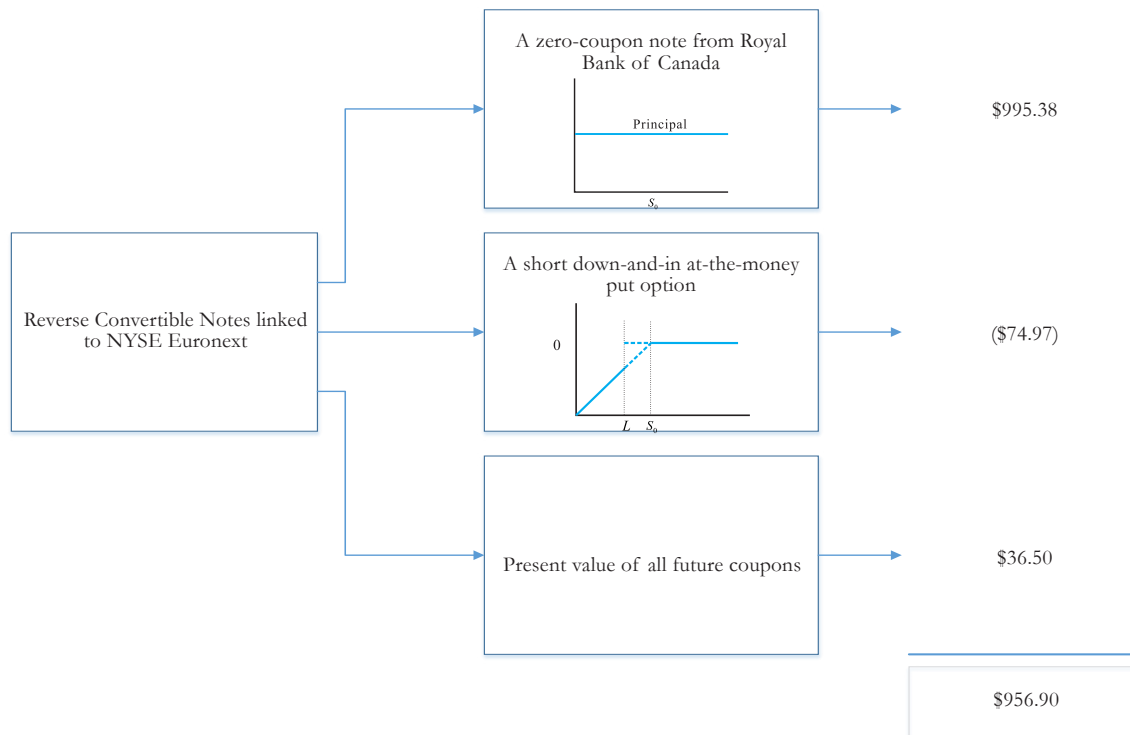 A zero-coupon note from Royal
Bank of Canada
Principal
S₀
$995.38
Reverse Convertible Notes linked
to NYSE Euronext
A short down-and-in at-the-money
put option
0
L S₀
($74.97)
Present value of all future coupons
$36.50
$956.90